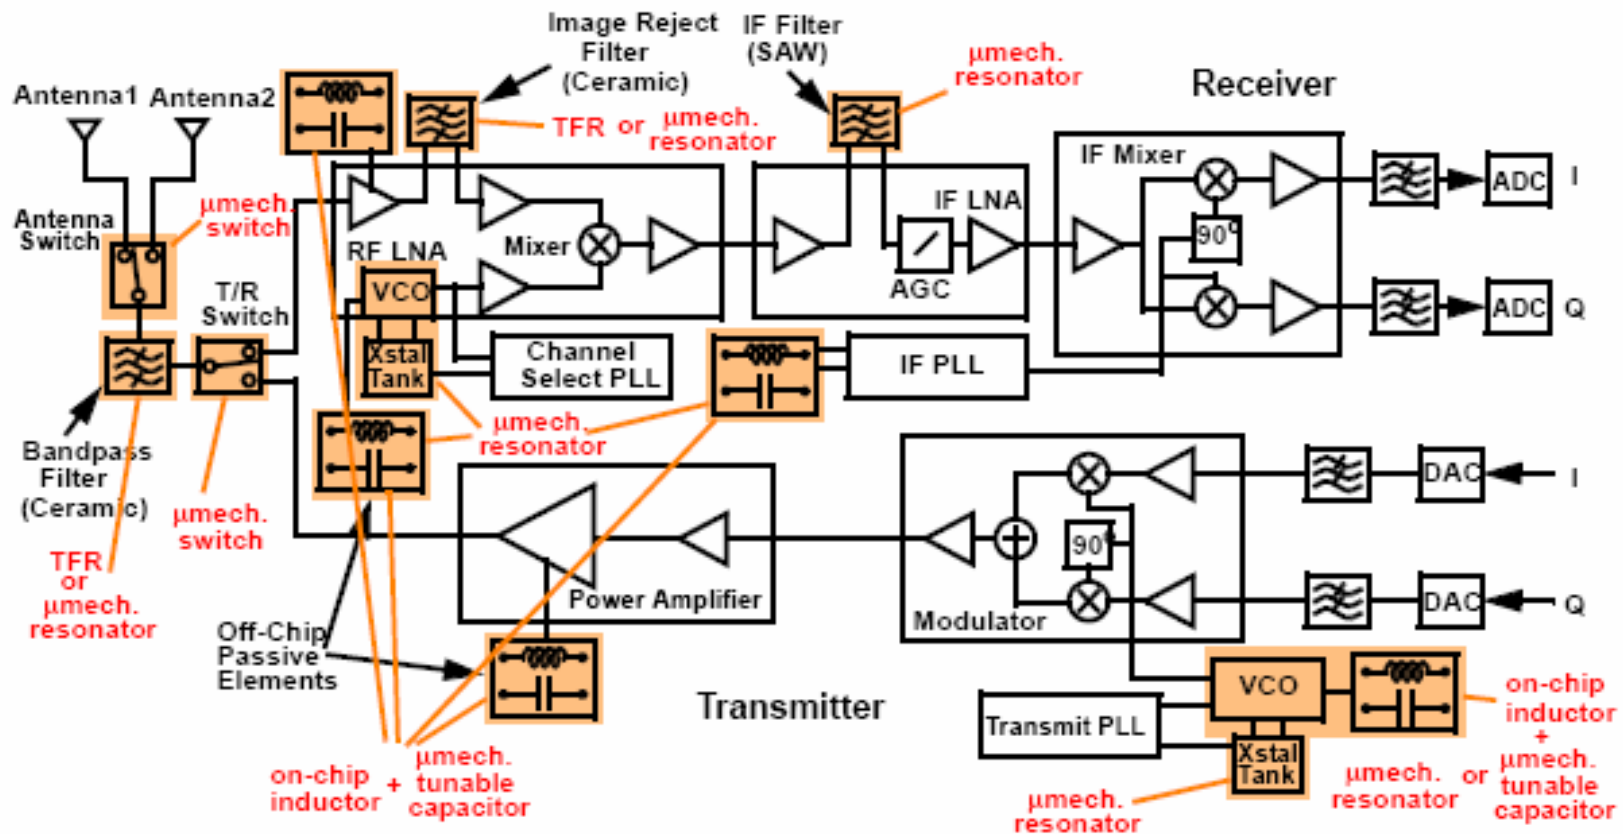 Image Reject
Filter
(Ceramic)
IF Filter
(SAW)
μmech.
resonator
Receiver
Antenna1
Antenna2
TFR or μmech.
resonator
IF Mixer
ADC
I
μmech.
switch
Antenna
Switch
IF LNA
90°
RF LNA
Mixer
VCO
AGC
T/R
Switch
ADC
Q
Xstal
Tank
Channel
Select PLL
IF PLL
μmech.
resonator
Bandpass
Filter
(Ceramic)
μmech.
switch
DAC
I
90°
TFR
or
μmech.
resonator
Power Amplifier
Modulator
DAC
Q
Off-Chip
Passive
Elements
Transmitter
VCO
Transmit PLL
Xstal
Tank
on-chip
inductor
+
μmech.
tunable
capacitor
μmech.
resonator
or
on-chip
inductor
+
μmech.
tunable
capacitor
μmech.
resonator